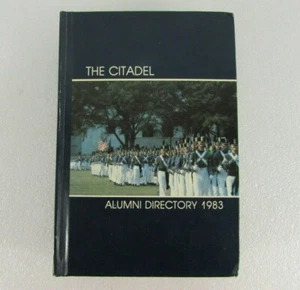 THE CITADEL
ALUMNI DIRECTORY 1983